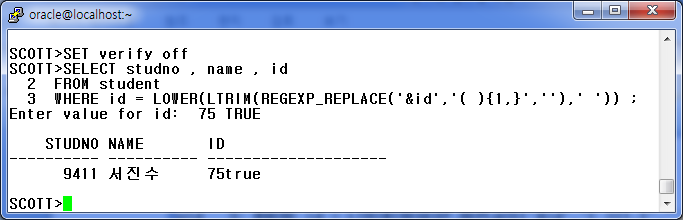 oracle@localhost:~
SCOTT>SET verify off
SCOTT>SELECT studno , name , id
  2  FROM student
  3  WHERE id = LOWER(LTRIM(REGEXP_REPLACE('&id','( ){1,}',''),' ')) ;
Enter value for id:  75 TRUE
    STUDNO NAME       ID
---------- ---------- --------------------
      9411 서진수     75true
SCOTT>